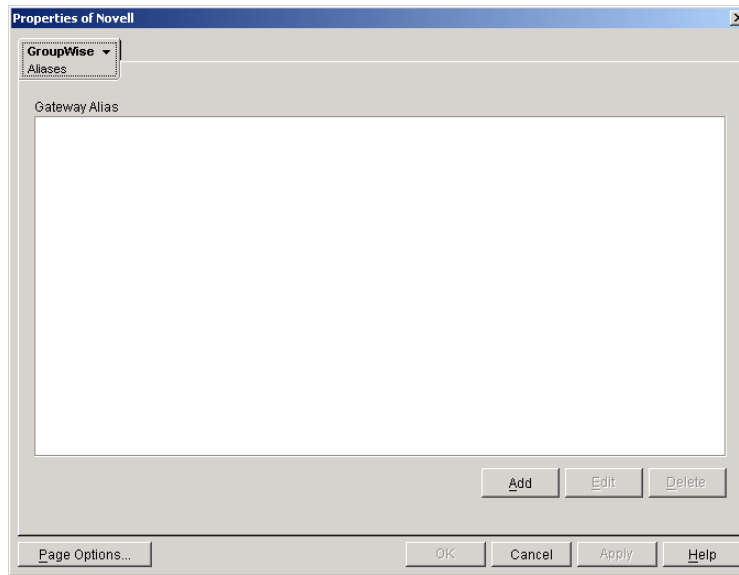 Properties of Novell
GroupWise
Aliases
Gateway Alias
Add Edit Delete
Page Options... OK Cancel Apply Help